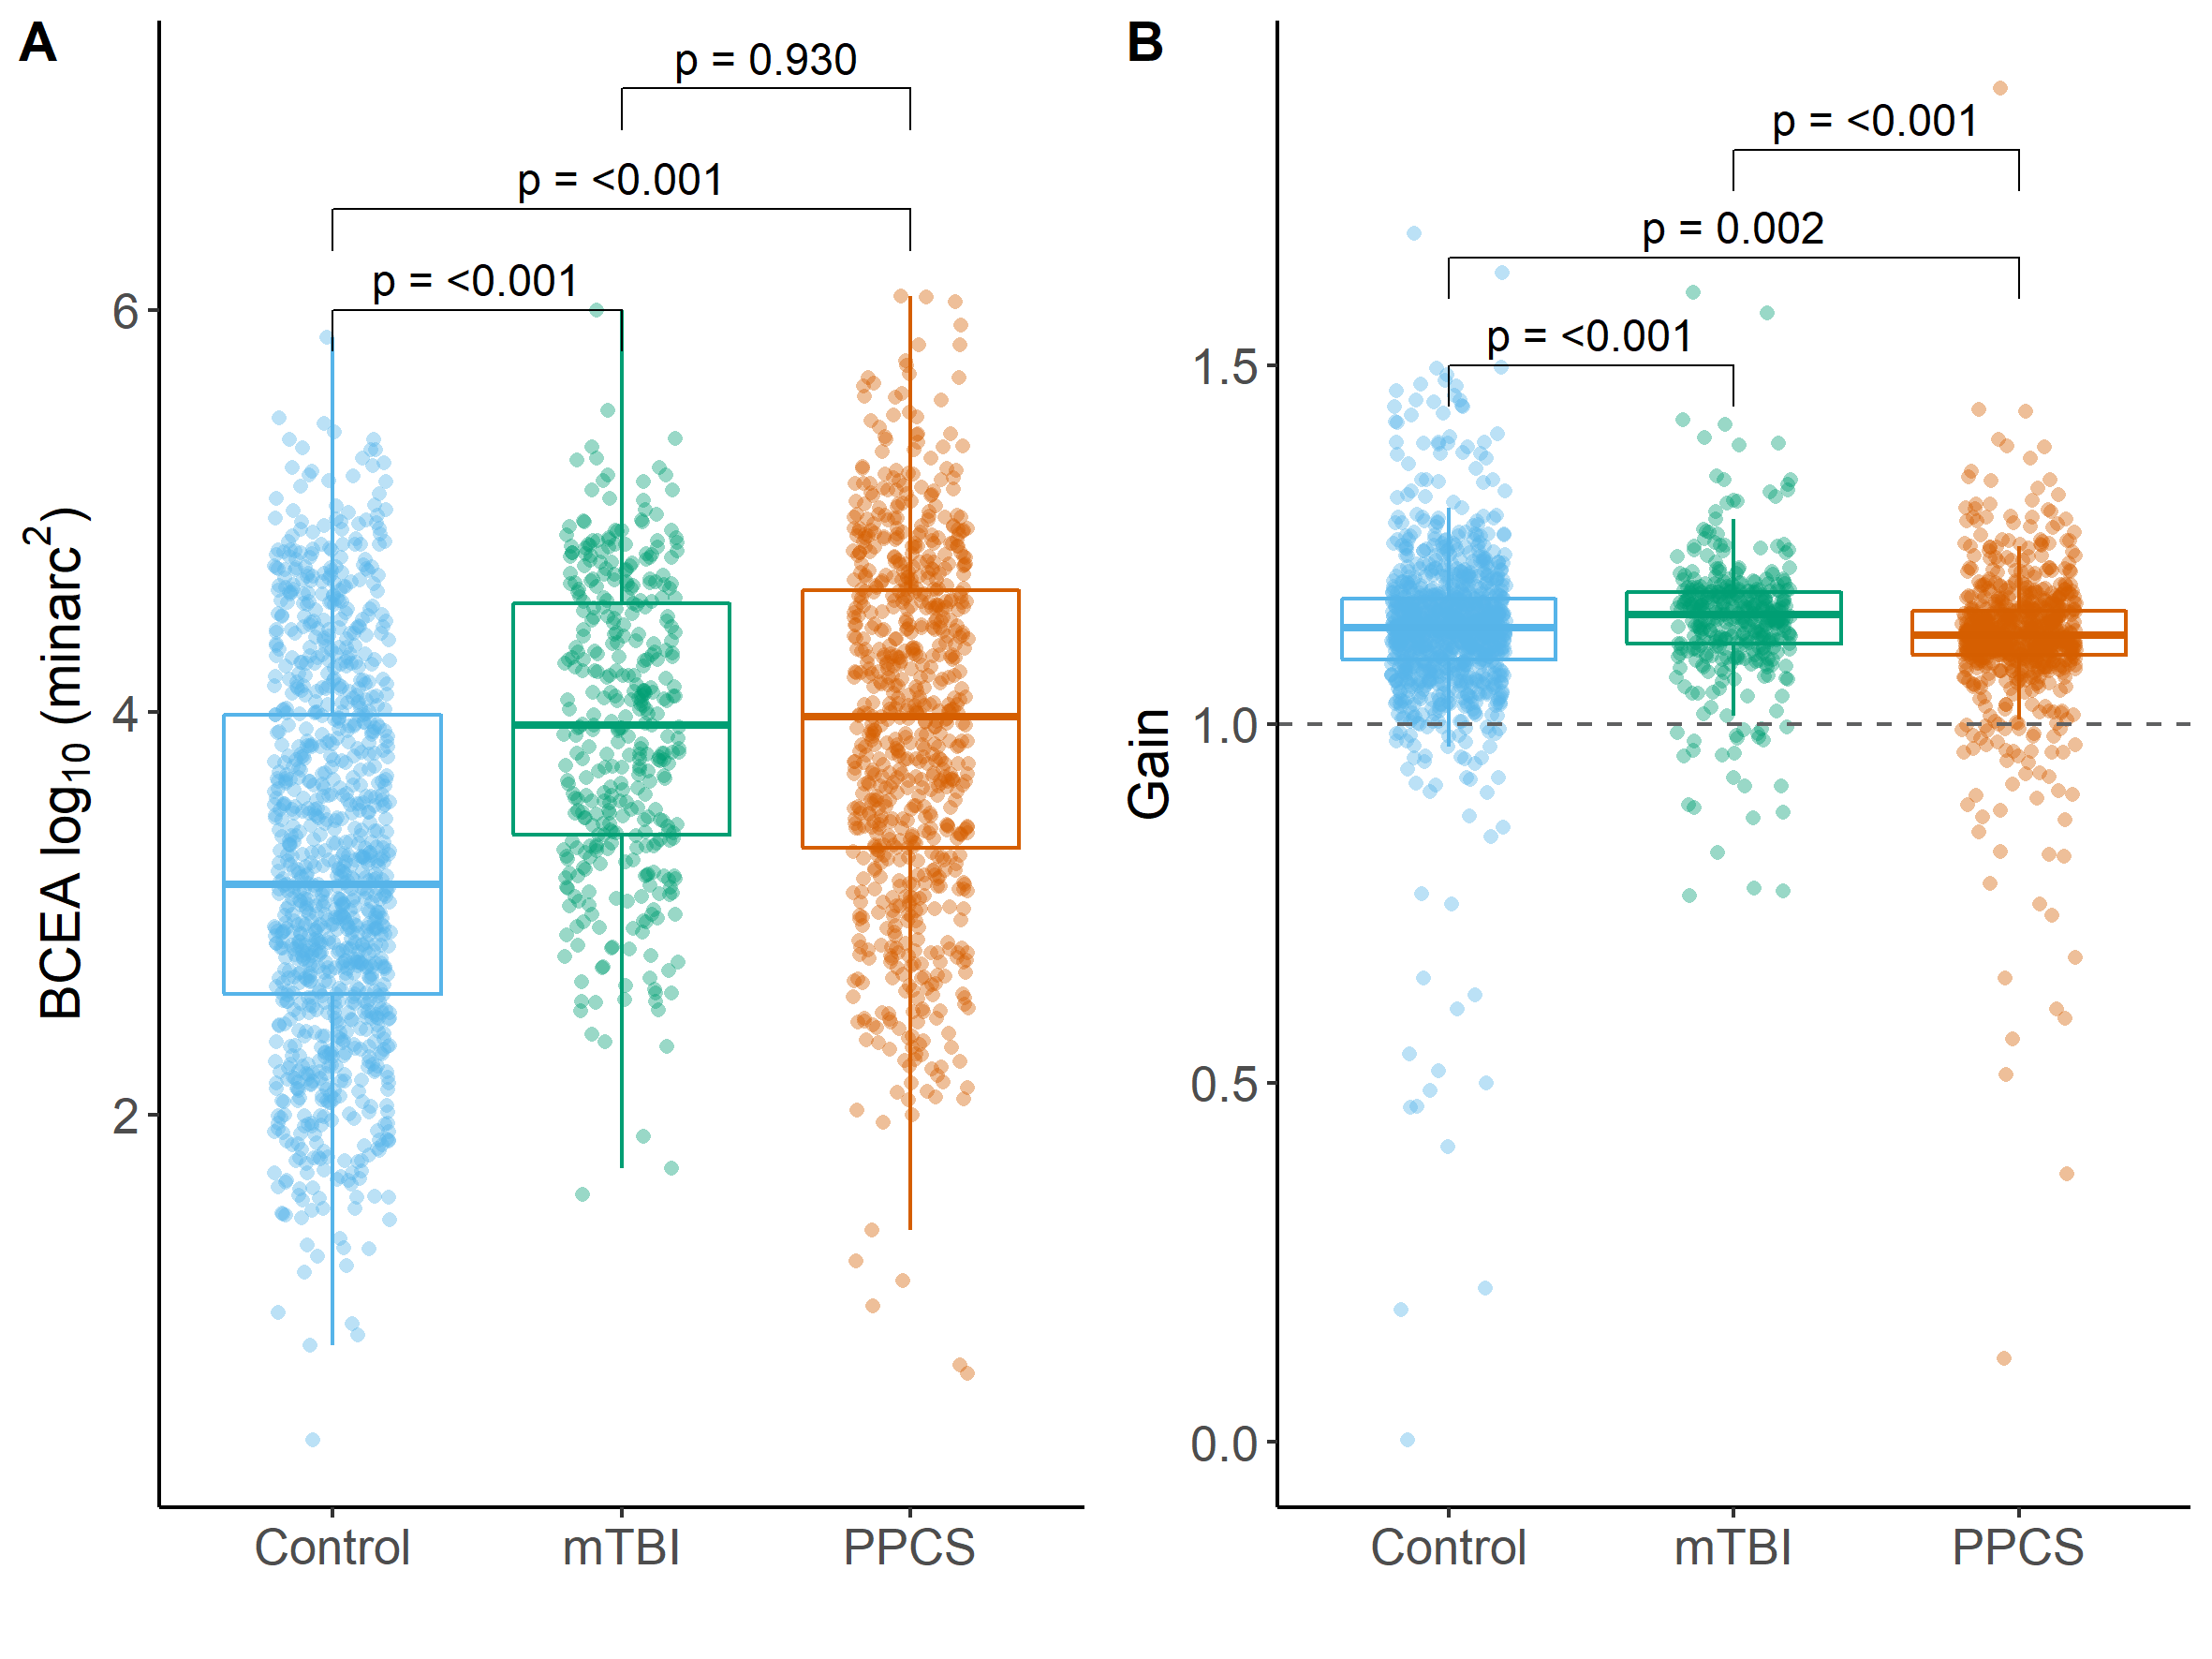 A
p = 0.930
p = <0.001
p = <0.001
6
4
2
BCEA log₁₀ (minarc²)
Control
mTBI
PPCS
B
p = <0.001
p = 0.002
p = <0.001
1.5
1.0
0.5
0.0
Gain
Control
mTBI
PPCS